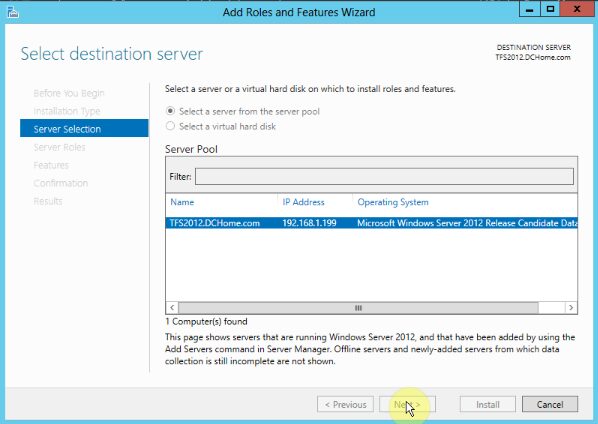 Add Roles and Features Wizard
Select destination server
DESTINATION SERVER
TFS2012.DCHome.com
Before You Begin
Installation Type
Server Selection
Server Roles
Features
Confirmation
Results
Select a server or a virtual hard disk on which to install roles and features.
Select a server from the server pool
Select a virtual hard disk
Server Pool
Filter:
Name IP Address Operating System
TFS2012.DCHome.com 192.168.1.199 Microsoft Windows Server 2012 Release Candidate Data
1 Computer(s) found
This page shows servers that are running Windows Server 2012, and that have been added by using the
Add Servers command in Server Manager. Offline servers and newly-added servers from which data
collection is still incomplete are not shown.
< Previous Next > Install Cancel